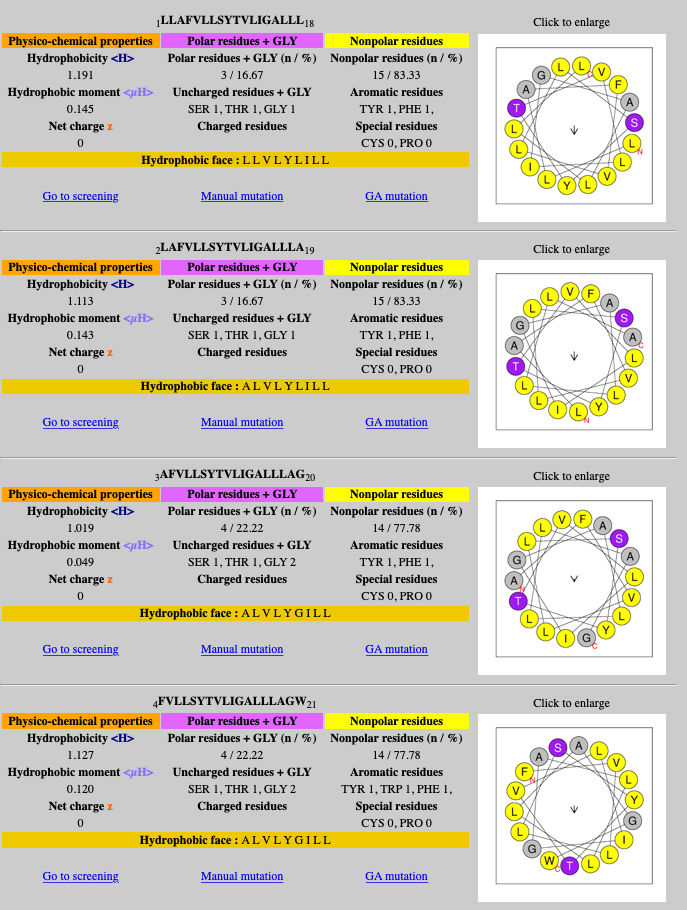 1LLAFVLLSYTVLIGALLL18 Click to enlarge
Physico-chemical properties Polar residues + GLY Nonpolar residues
Hydrophobicity <H> Polar residues + GLY (n / %) Nonpolar residues (n / %)
1.191 3 / 16.67 15 / 83.33
Hydrophobic moment <μH> Uncharged residues + GLY Aromatic residues
0.145 SER 1, THR 1, GLY 1 TYR 1, PHE 1,
Net charge z Charged residues Special residues
0 CYS 0, PRO 0
Hydrophobic face : L L V L Y L I L L
Go to screening Manual mutation GA mutation
L L V F A S L N L V L Y L I L L T A G
2LAFVLLSYTVLIGALLLA19 Click to enlarge
Physico-chemical properties Polar residues + GLY Nonpolar residues
Hydrophobicity <H> Polar residues + GLY (n / %) Nonpolar residues (n / %)
1.113 3 / 16.67 15 / 83.33
Hydrophobic moment <μH> Uncharged residues + GLY Aromatic residues
0.143 SER 1, THR 1, GLY 1 TYR 1, PHE 1,
Net charge z Charged residues Special residues
0 CYS 0, PRO 0
Hydrophobic face : A L V L Y L I L L
Go to screening Manual mutation GA mutation
V F A S A C L V L Y L N I L L T A G L L
3AFVLLSYTVLIGALLLAG20 Click to enlarge
Physico-chemical properties Polar residues + GLY Nonpolar residues
Hydrophobicity <H> Polar residues + GLY (n / %) Nonpolar residues (n / %)
1.019 4 / 22.22 14 / 77.78
Hydrophobic moment <μH> Uncharged residues + GLY Aromatic residues
0.049 SER 1, THR 1, GLY 2 TYR 1, PHE 1,
Net charge z Charged residues Special residues
0 CYS 0, PRO 0
Hydrophobic face : A L V L Y G I L L
Go to screening Manual mutation GA mutation
V F A S A L V L Y G C I L L T A N G L L
4FVLLSYTVLIGALLLAGW21 Click to enlarge
Physico-chemical properties Polar residues + GLY Nonpolar residues
Hydrophobicity <H> Polar residues + GLY (n / %) Nonpolar residues (n / %)
1.127 4 / 22.22 14 / 77.78
Hydrophobic moment <μH> Uncharged residues + GLY Aromatic residues
0.120 SER 1, THR 1, GLY 2 TYR 1, TRP 1, PHE 1,
Net charge z Charged residues Special residues
0 CYS 0, PRO 0
Hydrophobic face : A L V L Y G I L L
Go to screening Manual mutation GA mutation
S A L V L Y G I L L T C W G L L V F N A